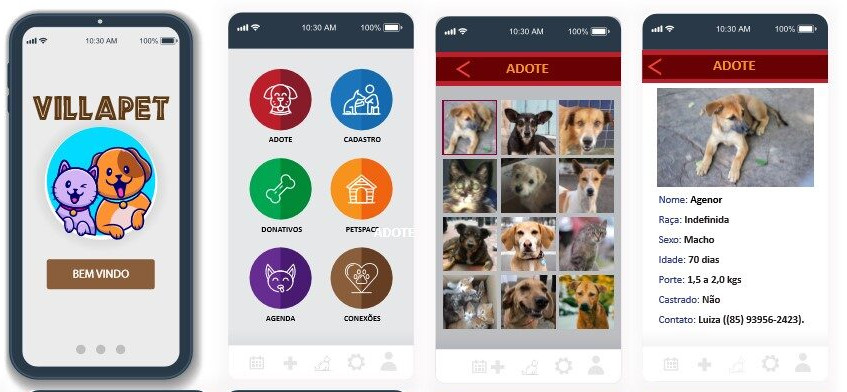 10:30 AM 100%
VILLAPET
BEM VINDO
10:30 AM 100%
ADOTE CADASTRO
DONATIVOS PETSPACE
ADOTE
AGENDA CONEXÕES
10:30 AM 100%
ADOTE
10:30 AM 100%
ADOTE
Nome: Agenor
Raça: Indefinida
Sexo: Macho
Idade: 70 dias
Porte: 1,5 a 2,0 kgs
Castrado: Não
Contato: Luiza ((85) 93956-2423).